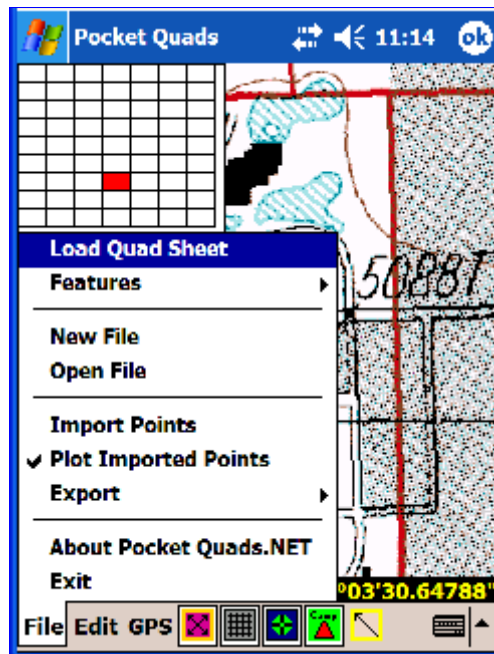 Pocket Quads 11:14 ok
Load Quad Sheet
Features
New File
Open File
Import Points
Plot Imported Points
Export
About Pocket Quads.NET
Exit
°03'30.64788"
File Edit GPS Comp